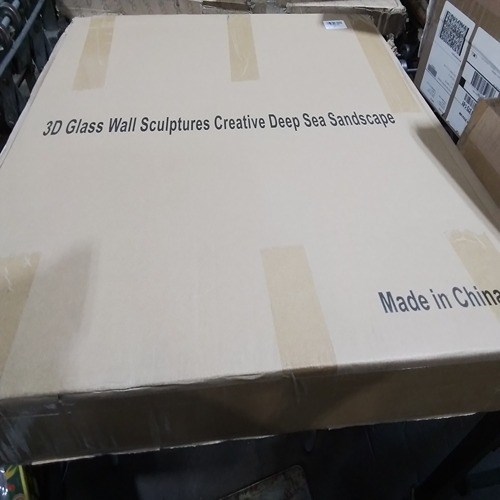 3D Glass Wall Sculptures Creative Deep Sea Sandscape
Made in China